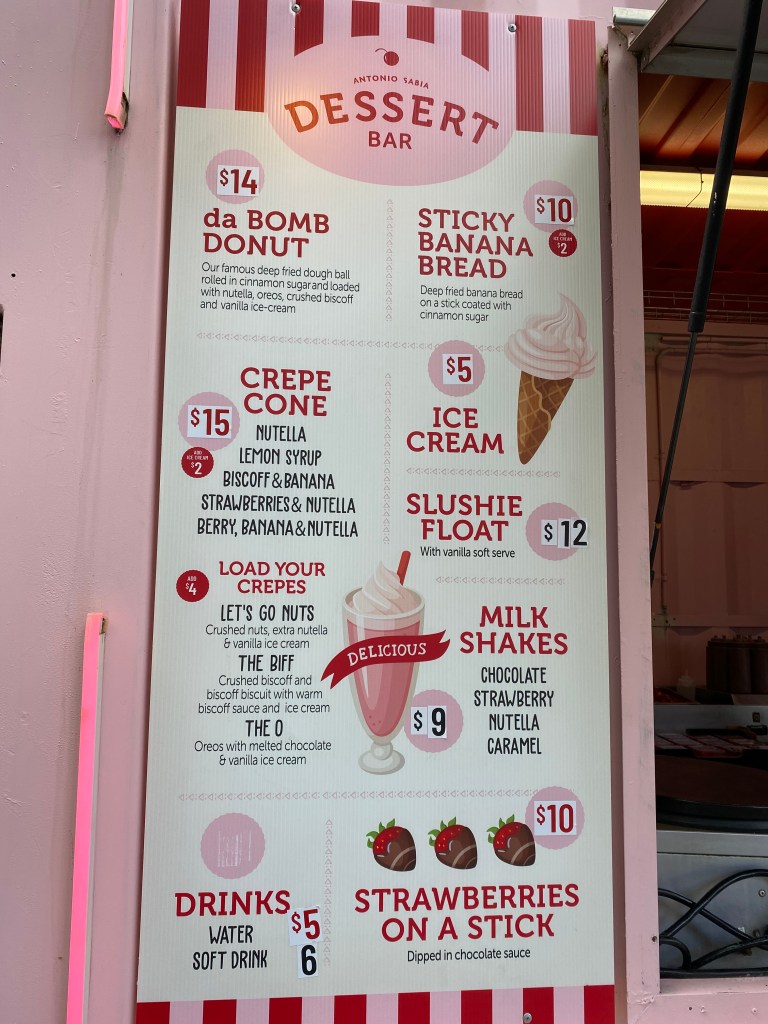 ANTONIO SABIA
DESSERT
BAR
$14
da BOMB
DONUT
Our famous deep fried dough ball
rolled in cinnamon sugar and loaded
with nutella, oreos, crushed biscoff
and vanilla ice-cream
$10
ADD
ICE CREAM
$2
STICKY
BANANA
BREAD
Deep fried banana bread
on a stick coated with
cinnamon sugar
CREPE
CONE
$15
ADD
ICE CREAM
$2
NUTELLA
LEMON SYRUP
BISCOFF & BANANA
STRAWBERRIES & NUTELLA
BERRY, BANANA & NUTELLA
$5
ICE
CREAM
SLUSHIE
FLOAT
With vanilla soft serve
$12
ADD
$4
LOAD YOUR
CREPES
LET'S GO NUTS
Crushed nuts, extra nutella
& vanilla ice cream
THE BIFF
Crushed biscoff and
biscoff biscuit with warm
biscoff sauce and ice cream
THE O
Oreos with melted chocolate
& vanilla ice cream
DELICIOUS
MILK
SHAKES
CHOCOLATE
STRAWBERRY
NUTELLA
CARAMEL
$9
DRINKS
WATER $5
SOFT DRINK 6
$10
STRAWBERRIES
ON A STICK
Dipped in chocolate sauce